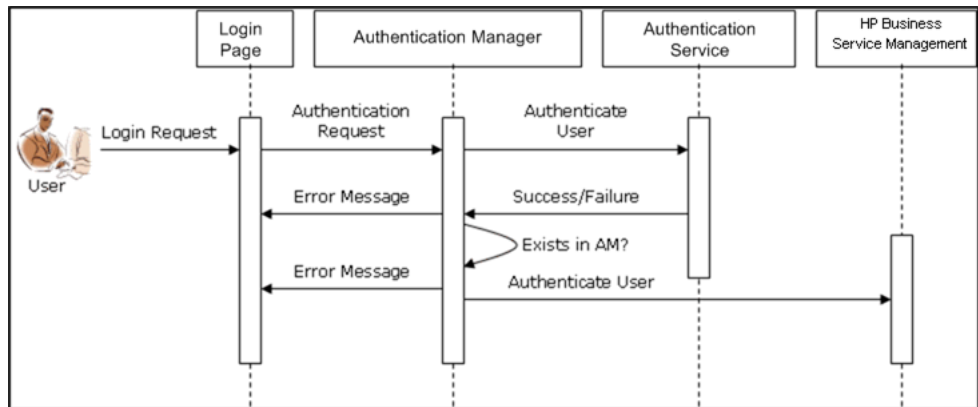 Login
Page
Authentication Manager
Authentication
Service
HP Business
Service Management
Login Request
User
Authentication
Request
Authenticate
User
Error Message
Success/Failure
Exists in AM?
Error Message
Authenticate User